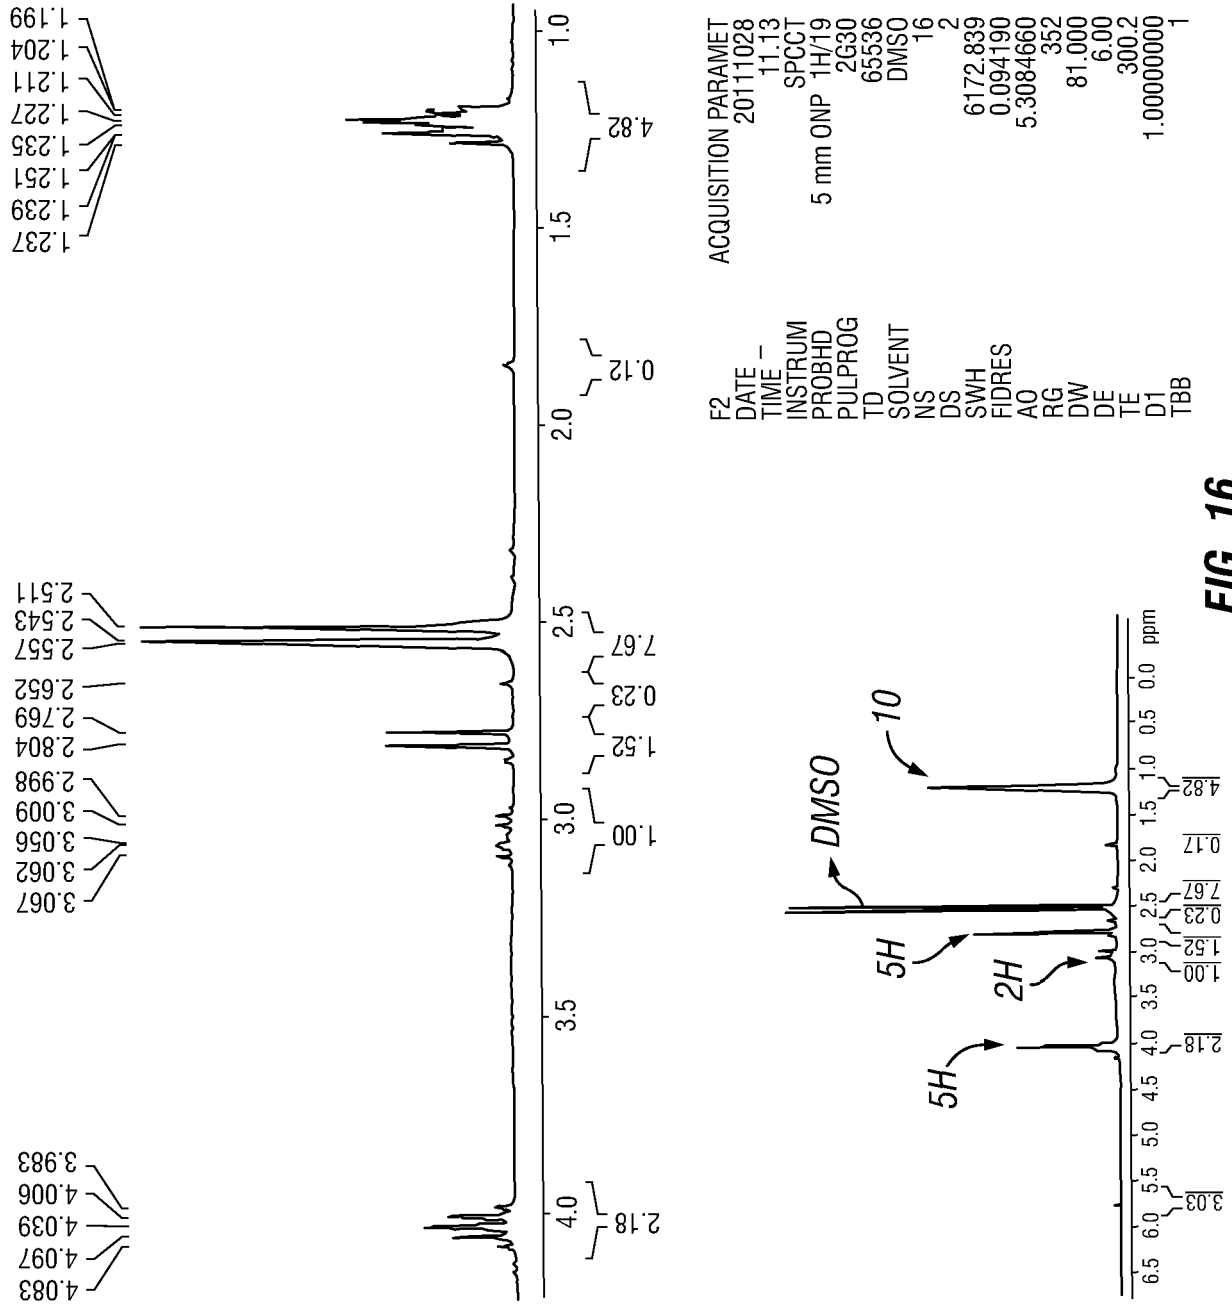 1.199
1.204
1.211
1.227
1.235
1.251
1.239
1.237
2.511
2.543
2.557
2.652
2.769
2.804
2.998
3.009
3.056
3.062
3.067
3.983
4.006
4.039
4.097
4.083
1.0
1.5
2.0
2.5
3.0
3.5
4.0
4.82
0.12
7.67
0.23
1.52
1.00
2.18
ACQUISITION PARAMET
F2
DATE 20111028
TIME – 11.13
INSTRUMI SPCCT
PROBHD 5 mm ONP 1H/19
PULPROG 2G30
TD 65536
SOLVENT DMSO
NS 16
DS 2
SWH 6172.839
FIDRES 0.094190
AO 5.3084660
RG 352
DW 81.000
DE 6.00
TE 300.2
D1 1.00000000
TBB 1
10
DMSO
5H
2H
5H
ppm
0.0
0.5
1.0
1.5
2.0
2.5
3.0
3.5
4.0
4.5
5.0
5.5
6.0
6.5
4.82
0.17
7.67
0.23
1.52
1.00
2.18
3.03
FIG. 16